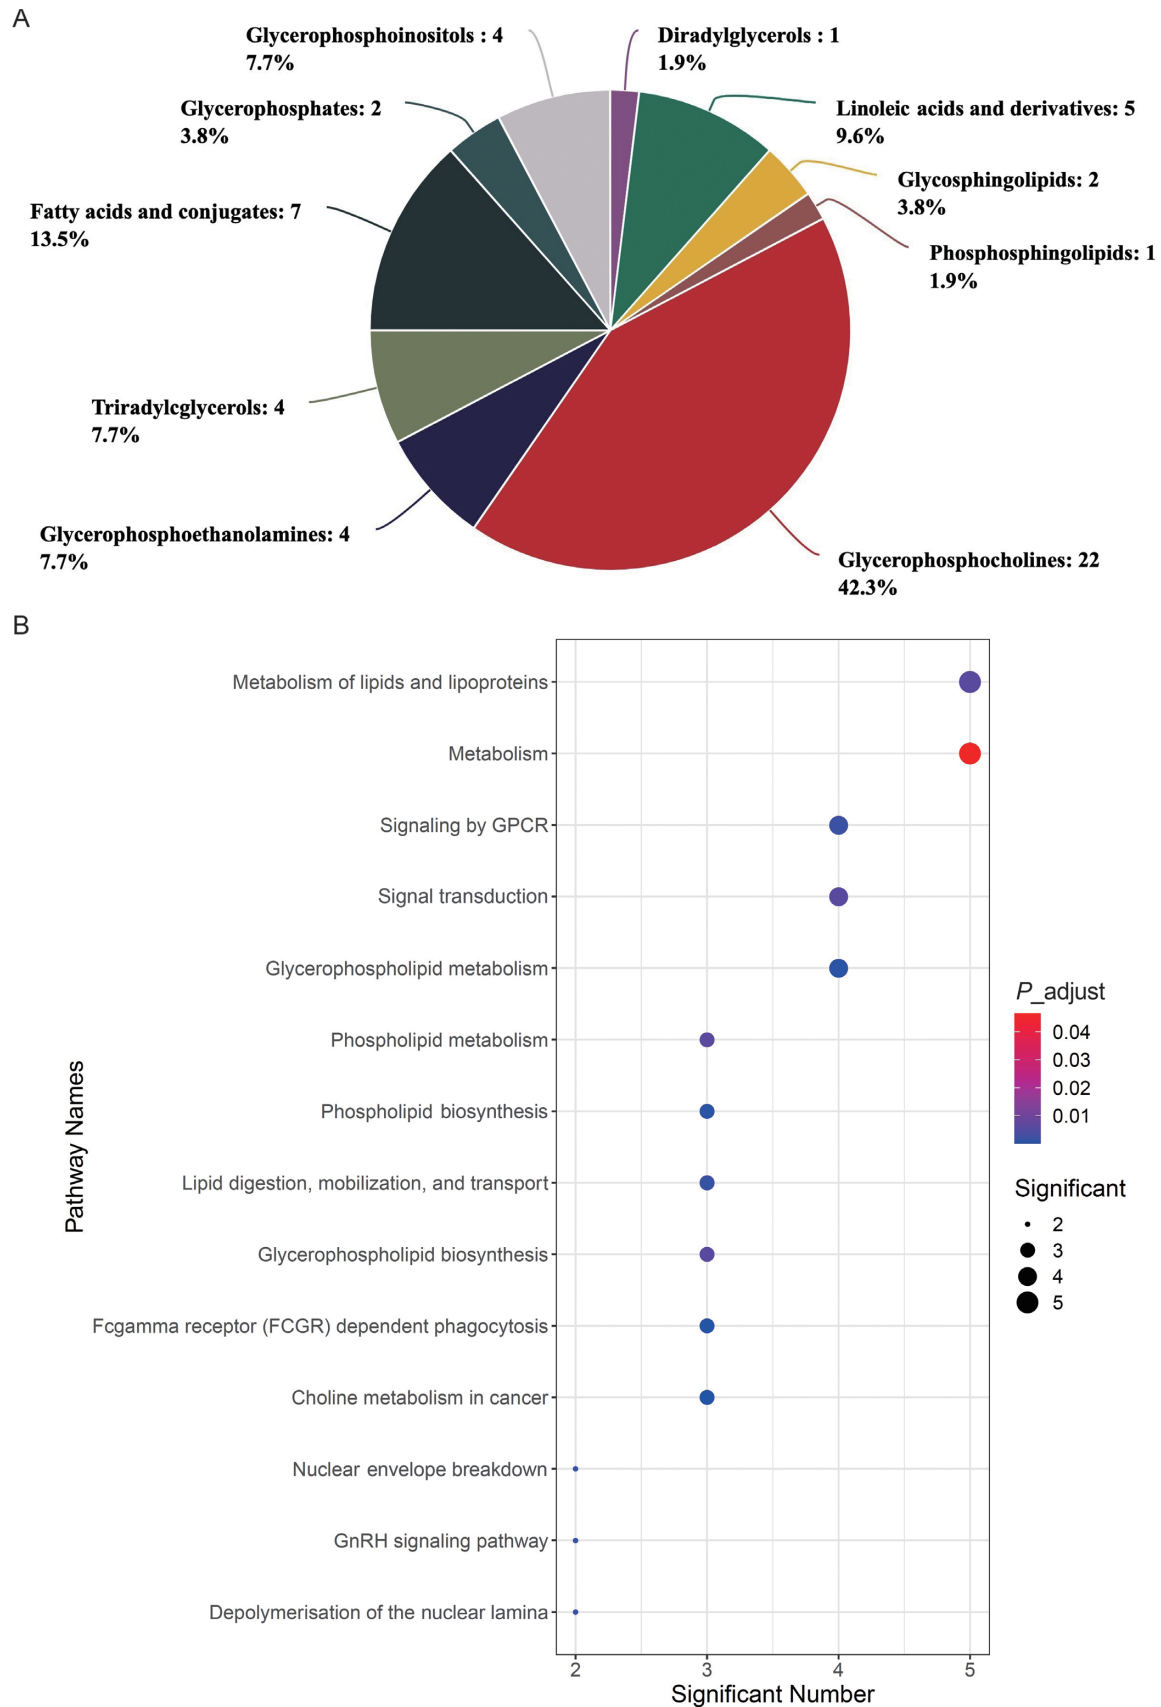 A
Glycerophosphoinositols : 4
7.7%
Diradylglycerols : 1
1.9%
Glycerophosphates: 2
3.8%
Linoleic acids and derivatives: 5
9.6%
Glycosphingolipids: 2
3.8%
Fatty acids and conjugates: 7
13.5%
Phosphosphingolipids: 1
1.9%
Triradylcglycerols: 4
7.7%
Glycerophosphoethanolamines: 4
7.7%
Glycerophosphocholines: 22
42.3%
B
Pathway Names
Metabolism of lipids and lipoproteins
Metabolism
Signaling by GPCR
Signal transduction
Glycerophospholipid metabolism
Phospholipid metabolism
Phospholipid biosynthesis
Lipid digestion, mobilization, and transport
Glycerophospholipid biosynthesis
Fcgamma receptor (FCGR) dependent phagocytosis
Choline metabolism in cancer
Nuclear envelope breakdown
GnRH signaling pathway
Depolymerisation of the nuclear lamina
2 3 4 5
Significant Number
P_adjust
0.04
0.03
0.02
0.01
Significant
2
3
4
5